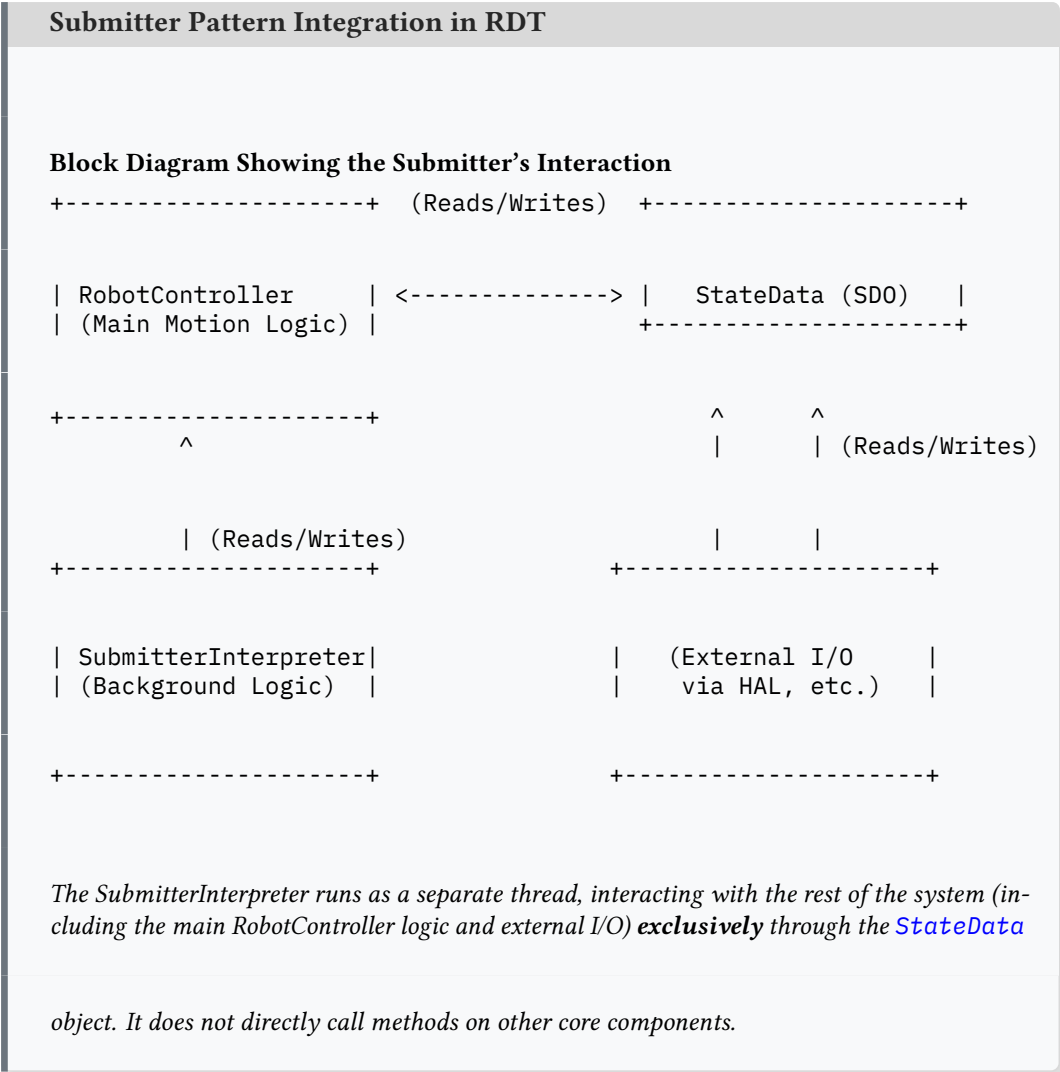 Submitter Pattern Integration in RDT
Block Diagram Showing the Submitter’s Interaction
+---------------------+  (Reads/Writes)  +---------------------+
| RobotController     | <--------------> |   StateData (SDO)   |
| (Main Motion Logic) |                  +---------------------+
+---------------------+                       ^      ^
         ^                                    |      | (Reads/Writes)
         | (Reads/Writes)                     |      |
+---------------------+                +---------------------+
| SubmitterInterpreter|                |   (External I/O     |
| (Background Logic)  |                |    via HAL, etc.)   |
+---------------------+                +---------------------+
The SubmitterInterpreter runs as a separate thread, interacting with the rest of the system (in-
cluding the main RobotController logic and external I/O) exclusively through the StateData
object. It does not directly call methods on other core components.